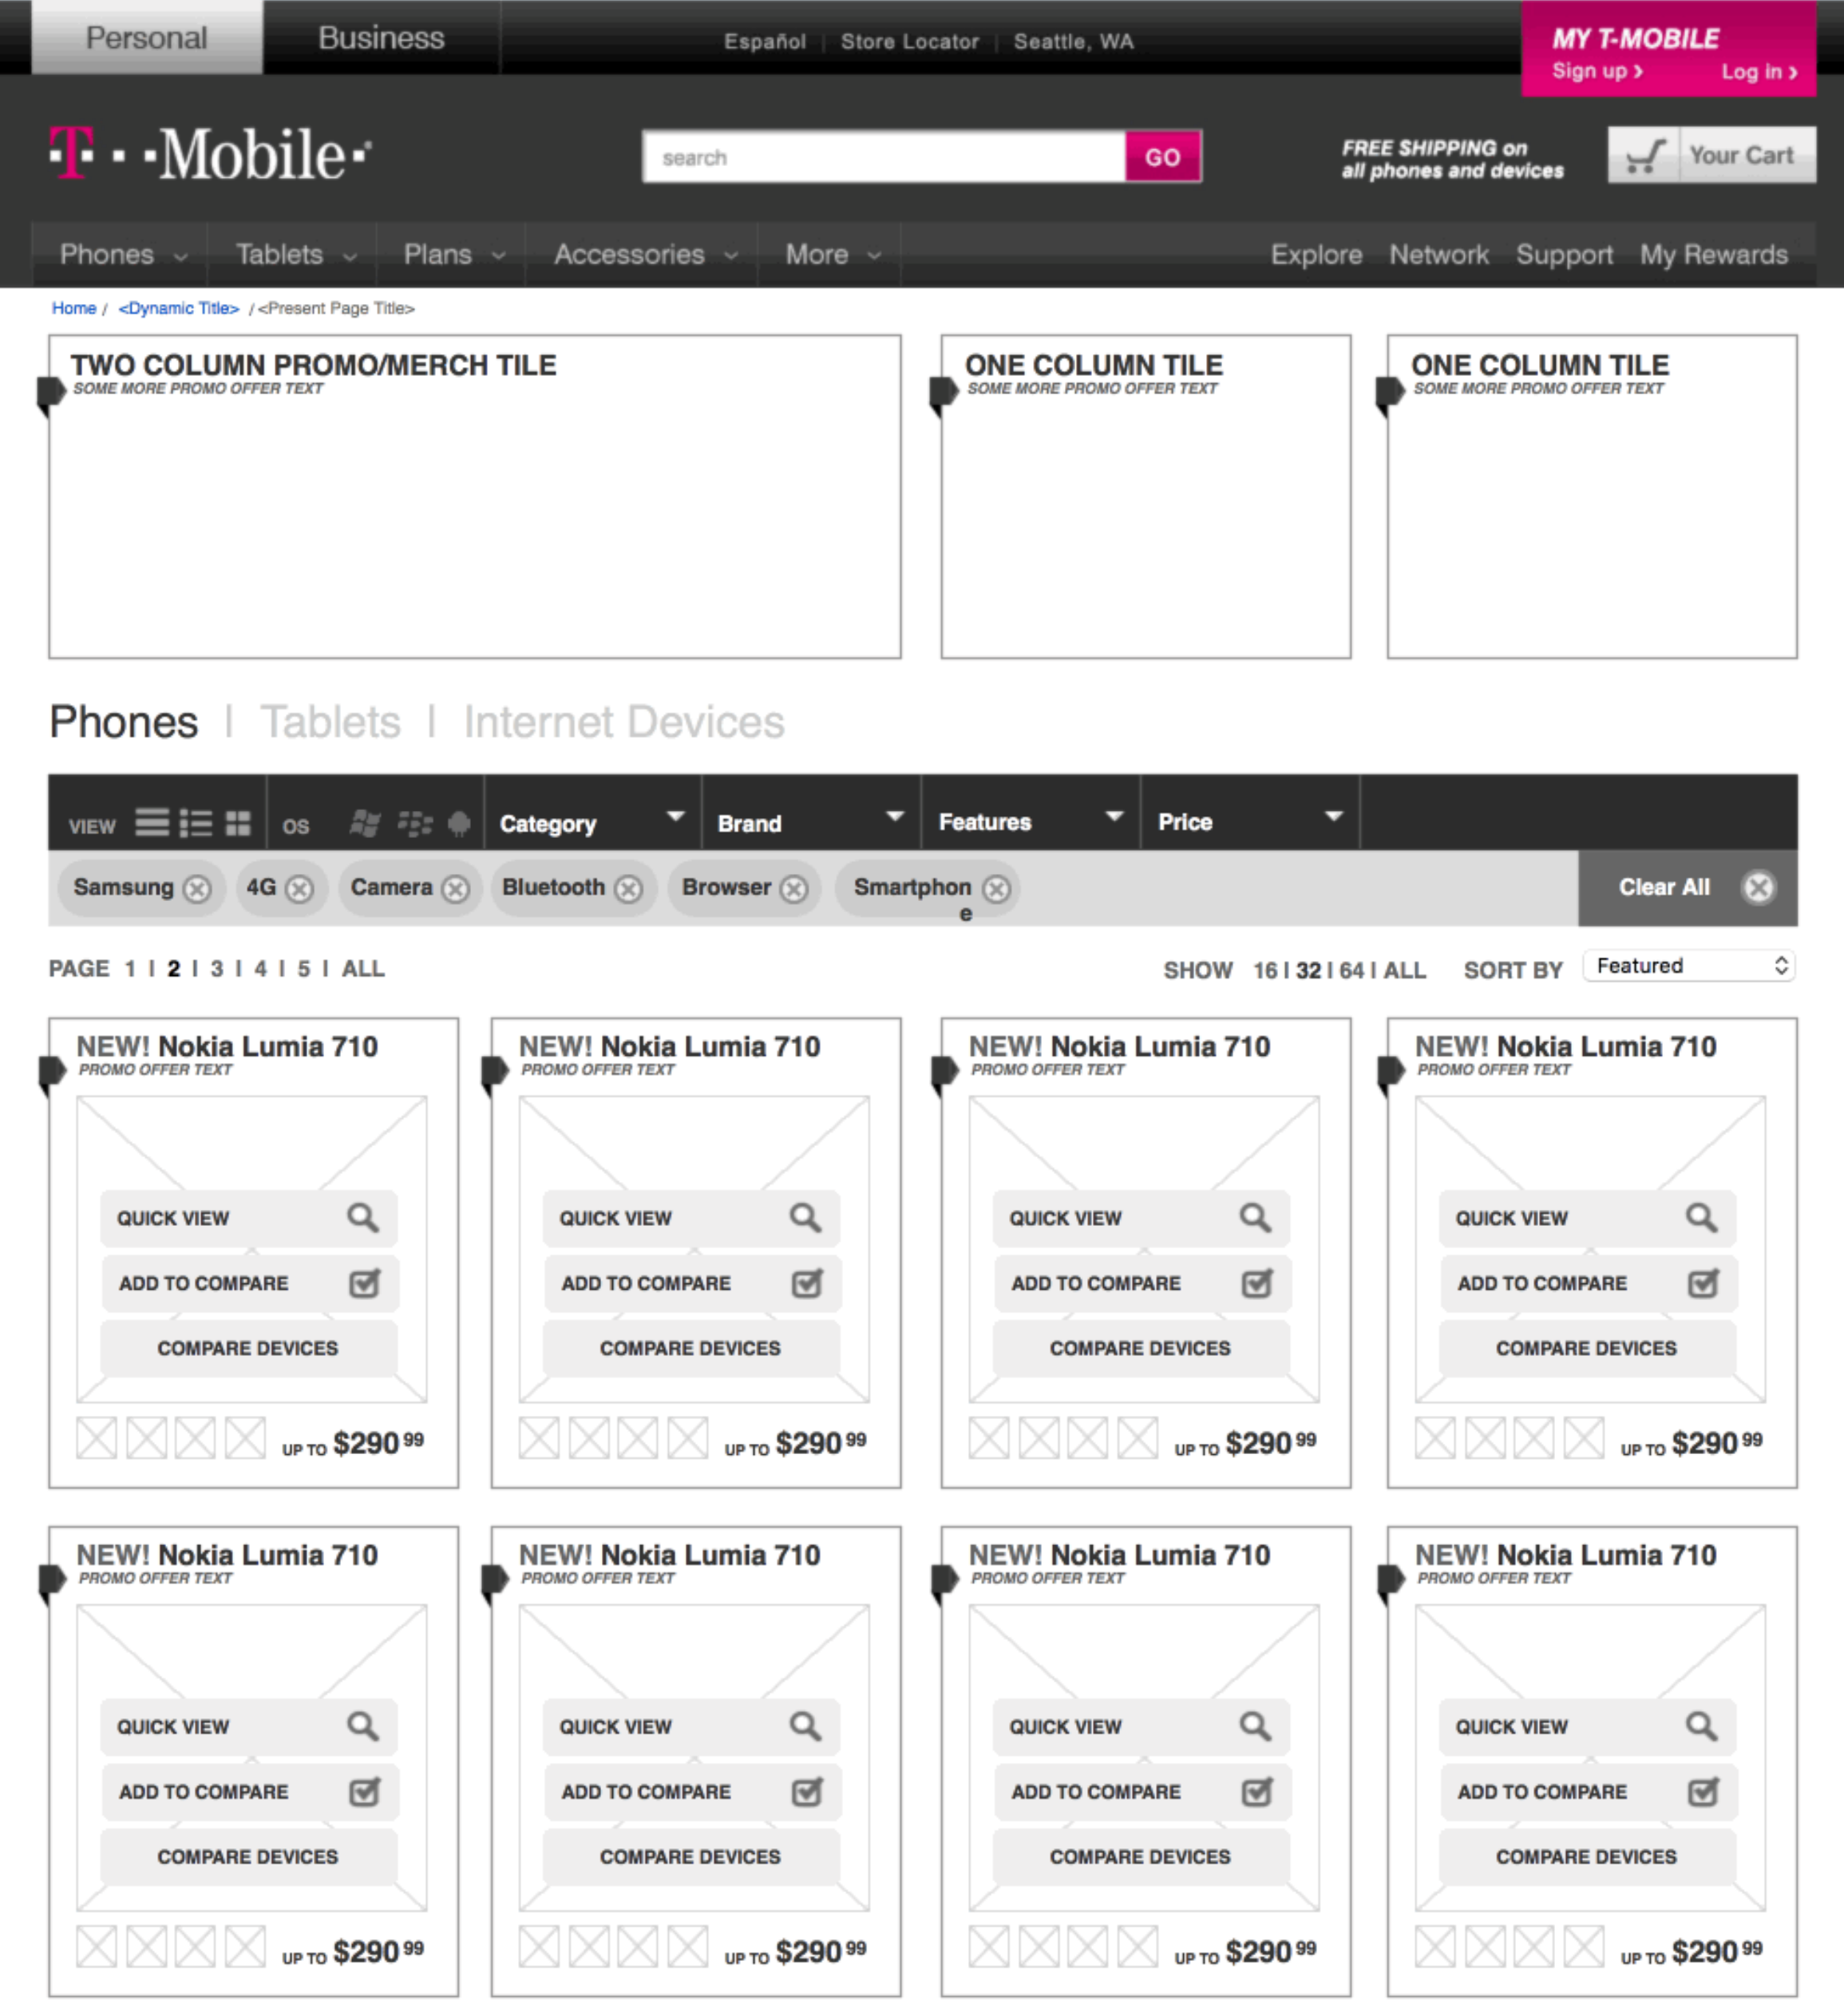 Personal Business Español | Store Locator | Seattle, WA MY T-MOBILE
Sign up › Log in ›
T · · Mobile · search GO FREE SHIPPING on
all phones and devices Your Cart
Phones Tablets Plans Accessories More Explore Network Support My Rewards
Home / <Dynamic Title> / <Present Page Title>
TWO COLUMN PROMO/MERCH TILE ONE COLUMN TILE ONE COLUMN TILE
SOME MORE PROMO OFFER TEXT SOME MORE PROMO OFFER TEXT SOME MORE PROMO OFFER TEXT
Phones | Tablets | Internet Devices
VIEW OS Category Brand Features Price
Samsung 4G Camera Bluetooth Browser Smartphon
e Clear All
PAGE 1 | 2 | 3 | 4 | 5 | ALL SHOW 16 | 32 | 64 | ALL SORT BY Featured
NEW! Nokia Lumia 710 NEW! Nokia Lumia 710 NEW! Nokia Lumia 710 NEW! Nokia Lumia 710
PROMO OFFER TEXT PROMO OFFER TEXT PROMO OFFER TEXT PROMO OFFER TEXT
QUICK VIEW QUICK VIEW QUICK VIEW QUICK VIEW
ADD TO COMPARE ADD TO COMPARE ADD TO COMPARE ADD TO COMPARE
COMPARE DEVICES COMPARE DEVICES COMPARE DEVICES COMPARE DEVICES
UP TO $290 99 UP TO $290 99 UP TO $290 99 UP TO $290 99
NEW! Nokia Lumia 710 NEW! Nokia Lumia 710 NEW! Nokia Lumia 710 NEW! Nokia Lumia 710
PROMO OFFER TEXT PROMO OFFER TEXT PROMO OFFER TEXT PROMO OFFER TEXT
QUICK VIEW QUICK VIEW QUICK VIEW QUICK VIEW
ADD TO COMPARE ADD TO COMPARE ADD TO COMPARE ADD TO COMPARE
COMPARE DEVICES COMPARE DEVICES COMPARE DEVICES COMPARE DEVICES
UP TO $290 99 UP TO $290 99 UP TO $290 99 UP TO $290 99